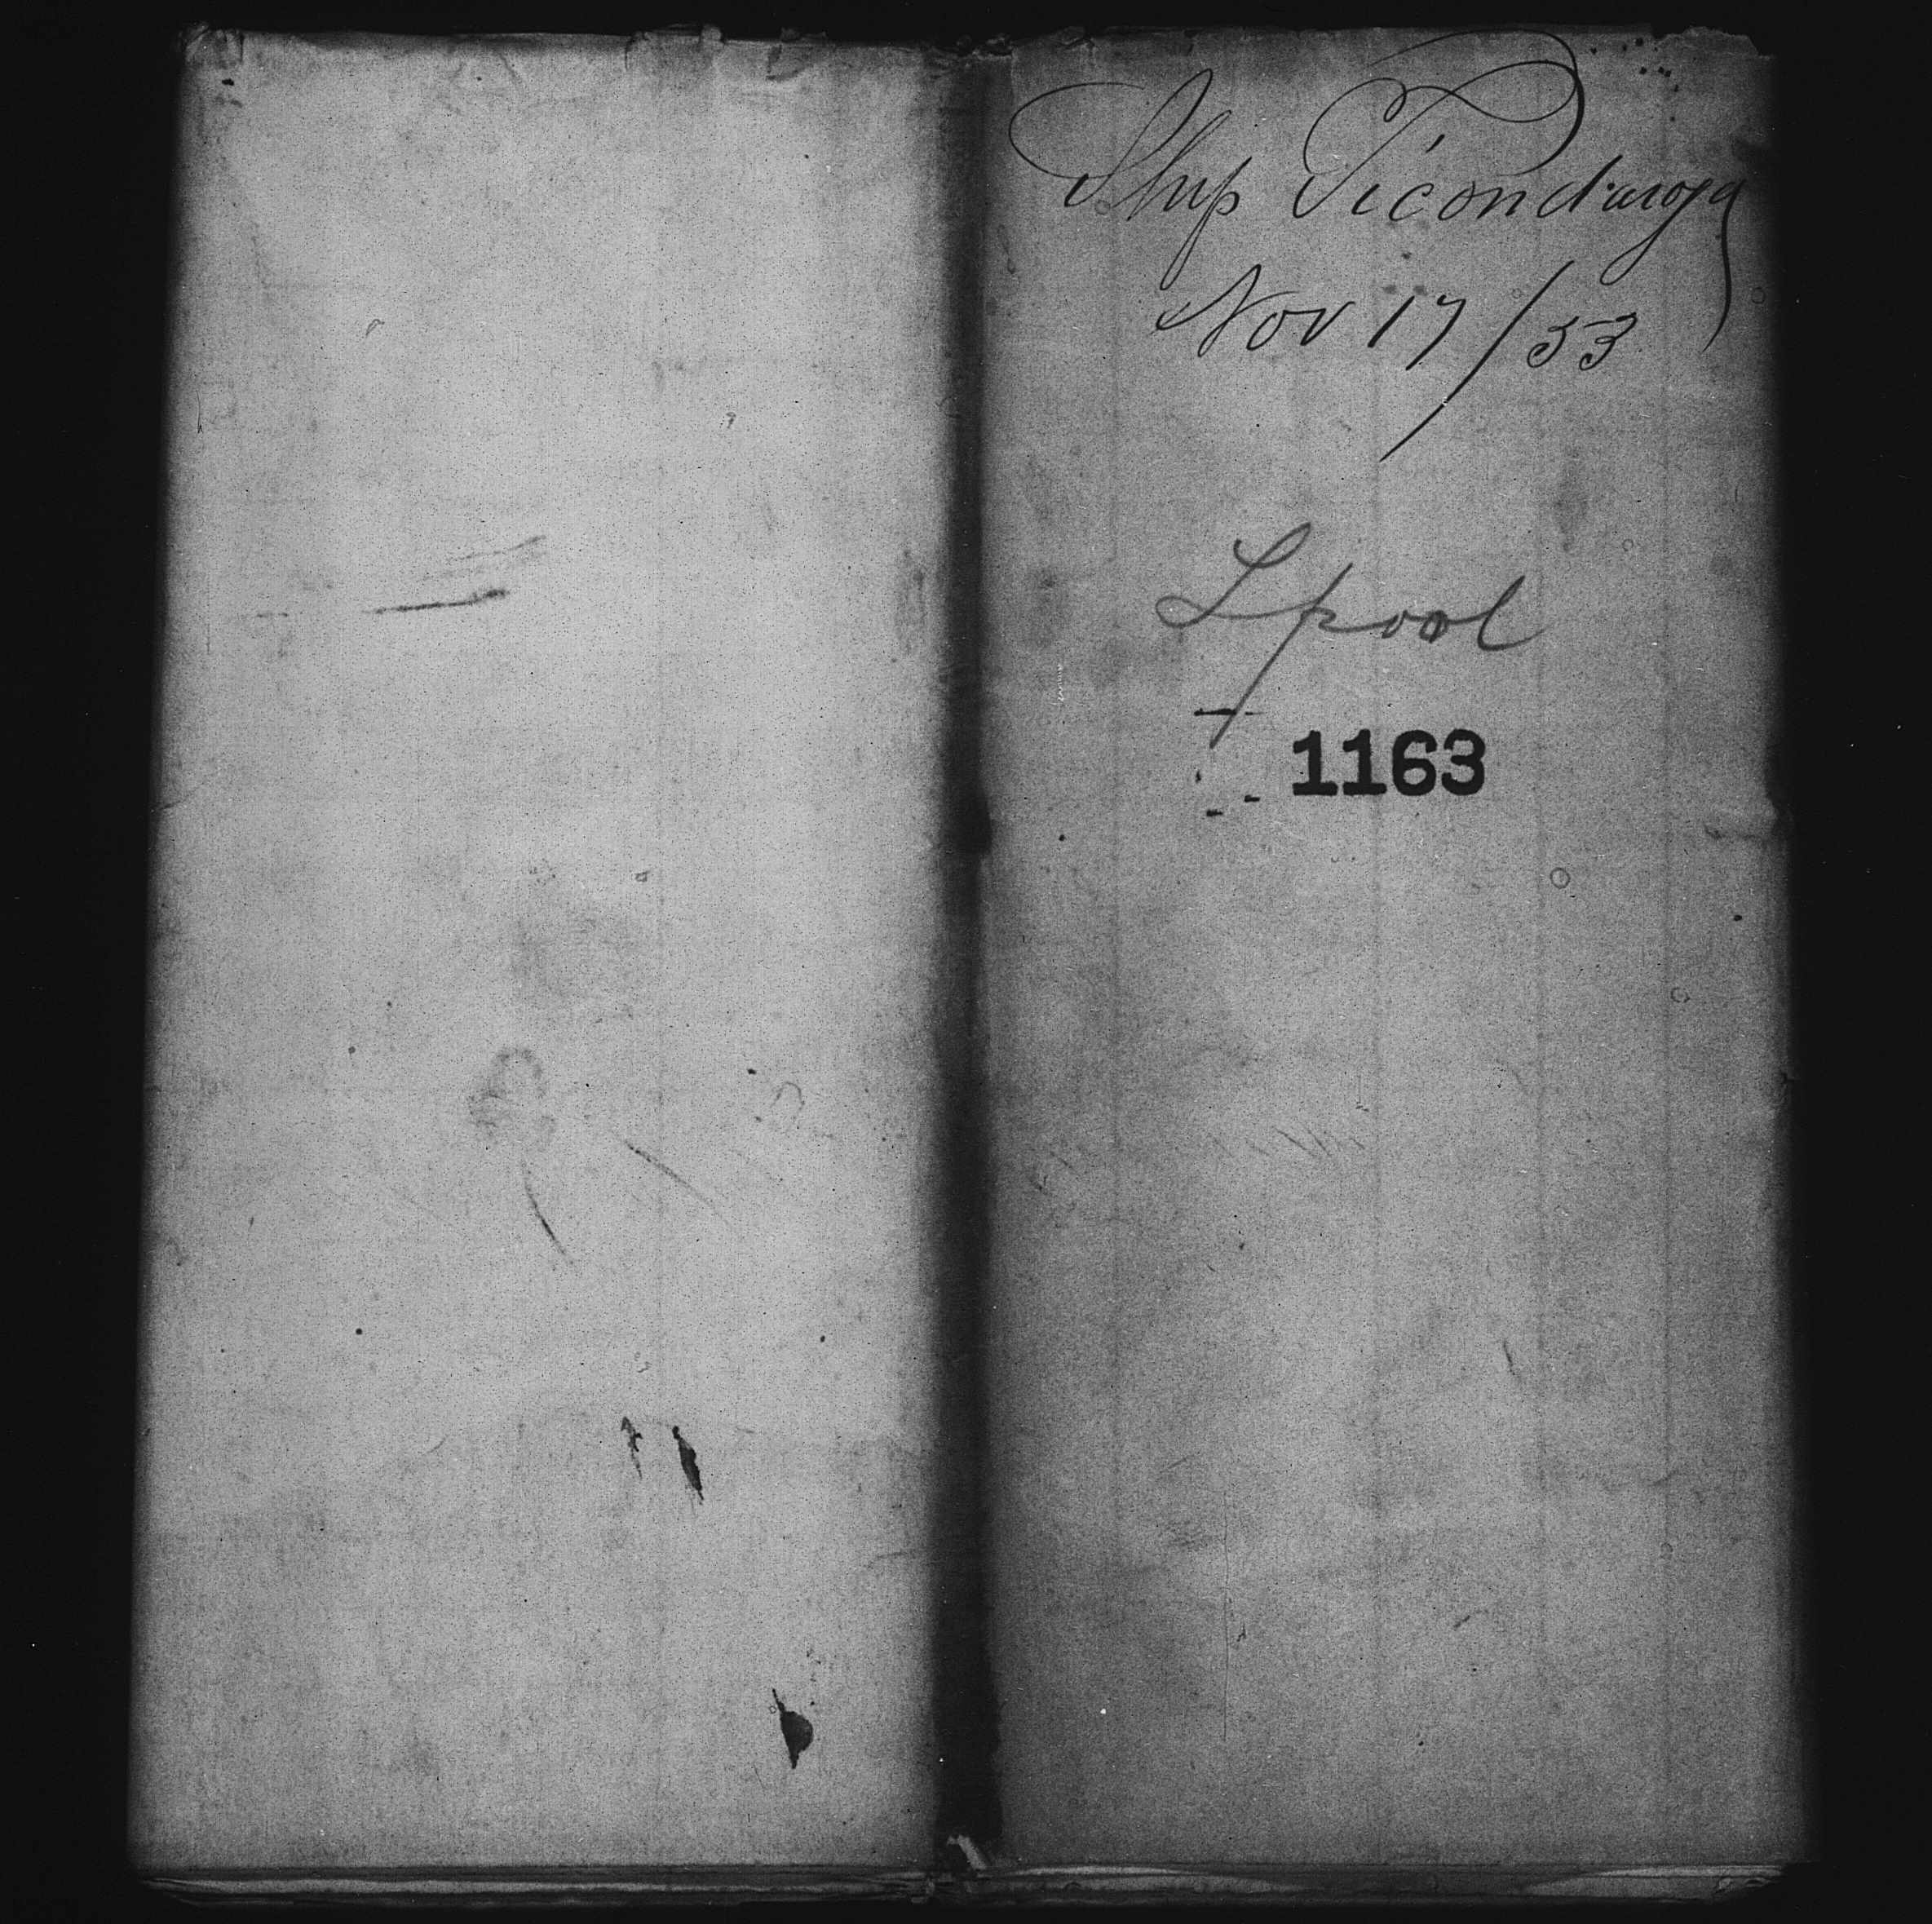 Ship Ticonderoga
Nov 17/53
Lpool
1163